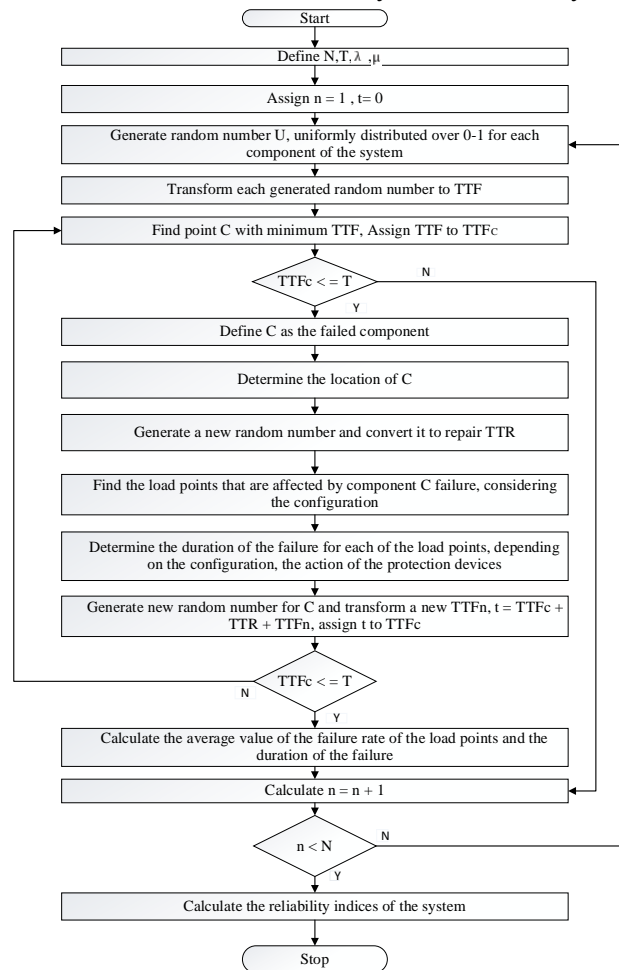 Start
Define N,T,λ ,μ
Assign n = 1 , t= 0
Generate random number U, uniformly distributed over 0-1 for each
component of the system
Transform each generated random number to TTF
Find point C with minimum TTF, Assign TTF to TTFc
TTFc < = T
N
Y
Define C as the failed component
Determine the location of C
Generate a new random number and convert it to repair TTR
Find the load points that are affected by component C failure, considering
the configuration
Determine the duration of the failure for each of the load points, depending
on the configuration, the action of the protection devices
Generate new random number for C and transform a new TTFn, t = TTFc +
TTR + TTFn, assign t to TTFc
TTFc < = T
N
Y
Calculate the average value of the failure rate of the load points and the
duration of the failure
Calculate n = n + 1
n < N
N
Y
Calculate the reliability indices of the system
Stop